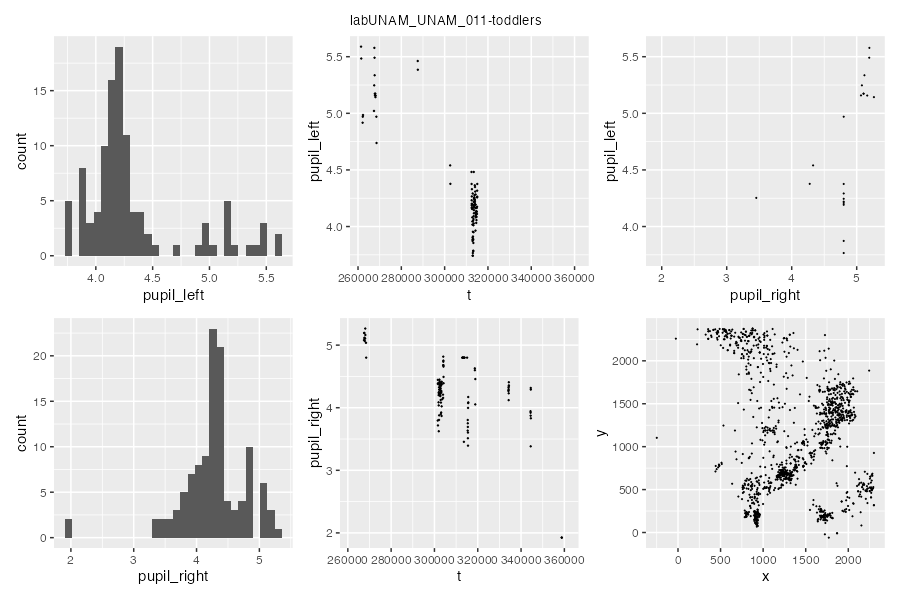 labUNAM_UNAM_011-toddlers
count
15
10
5
0
4.0 4.5 5.0 5.5
pupil_left
pupil_left
5.5
5.0
4.5
4.0
260000 280000 300000 320000 340000 360000
t
pupil_left
5.5
5.0
4.5
4.0
2 3 4 5
pupil_right
count
20
15
10
5
0
2 3 4 5
pupil_right
pupil_right
5
4
3
2
260000 280000 300000 320000 340000 360000
t
y
2000
1500
1000
500
0
0 500 1000 1500 2000
x